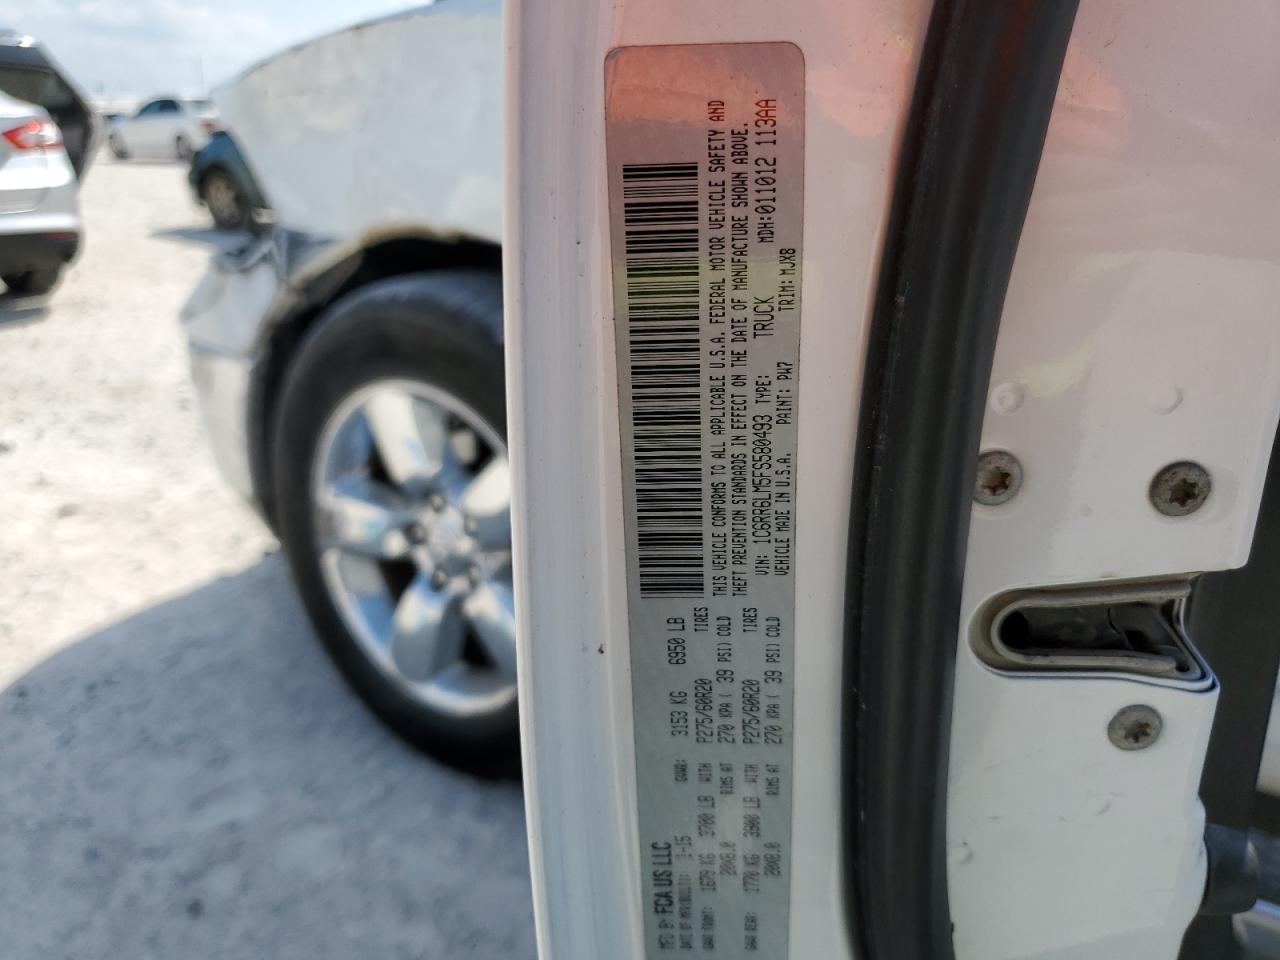 MFD BY: FCA US LLC
DATE OF MFR(BUILT): -15 GVWR: 3153 KG 6950 LB
GAWR FRONT: 1679 KG 3700 LB WITH P275/60R20 TIRES
20X8.0 RIMS AT 270 KPA ( 39 PSI) COLD
GAWR REAR: 1770 KG 3900 LB WITH P275/60R20 TIRES
20X8.0 RIMS AT 270 KPA ( 39 PSI) COLD
THIS VEHICLE CONFORMS TO ALL APPLICABLE U.S.A. FEDERAL MOTOR VEHICLE SAFETY AND
THEFT PREVENTION STANDARDS IN EFFECT ON THE DATE OF MANUFACTURE SHOWN ABOVE.
VIN: 1C6RR6LM5FS580493 TYPE: TRUCK MDH:011012 113AA
VEHICLE MADE IN U.S.A. PAINT: PW7 TRIM: MJX8